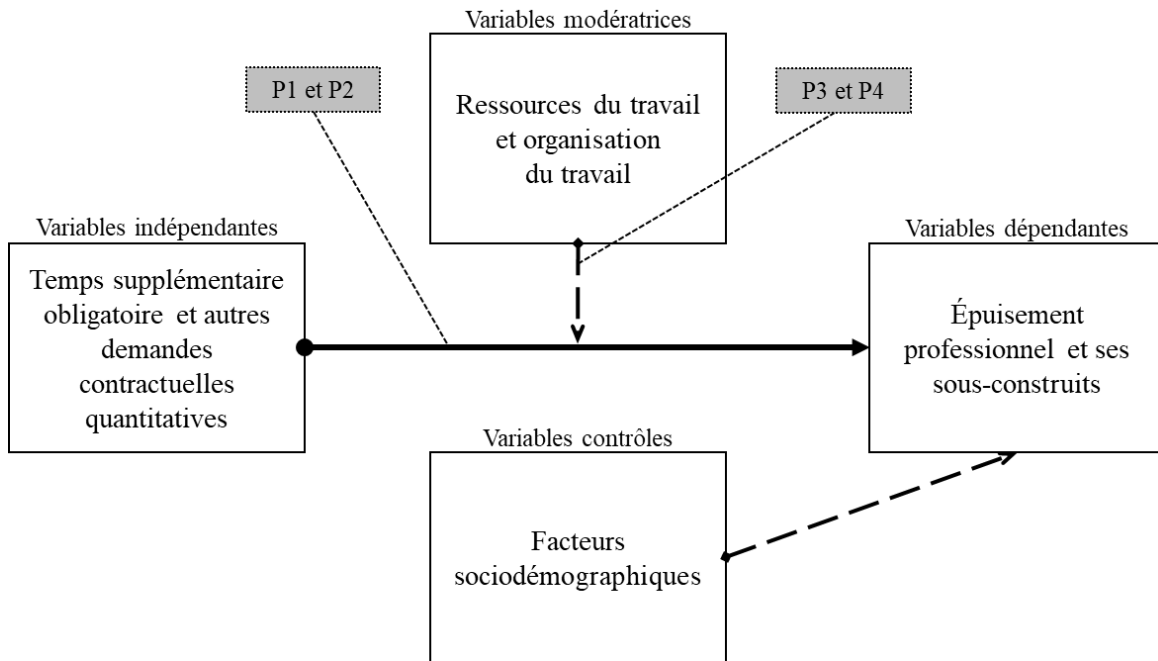 Variables modératrices
P1 et P2
Ressources du travail
et organisation
du travail
P3 et P4
Variables indépendantes
Temps supplémentaire
obligatoire et autres
demandes
contractuelles
quantitatives
Variables dépendantes
Épuisement
professionnel et ses
sous-construits
Variables contrôles
Facteurs
sociodémographiques